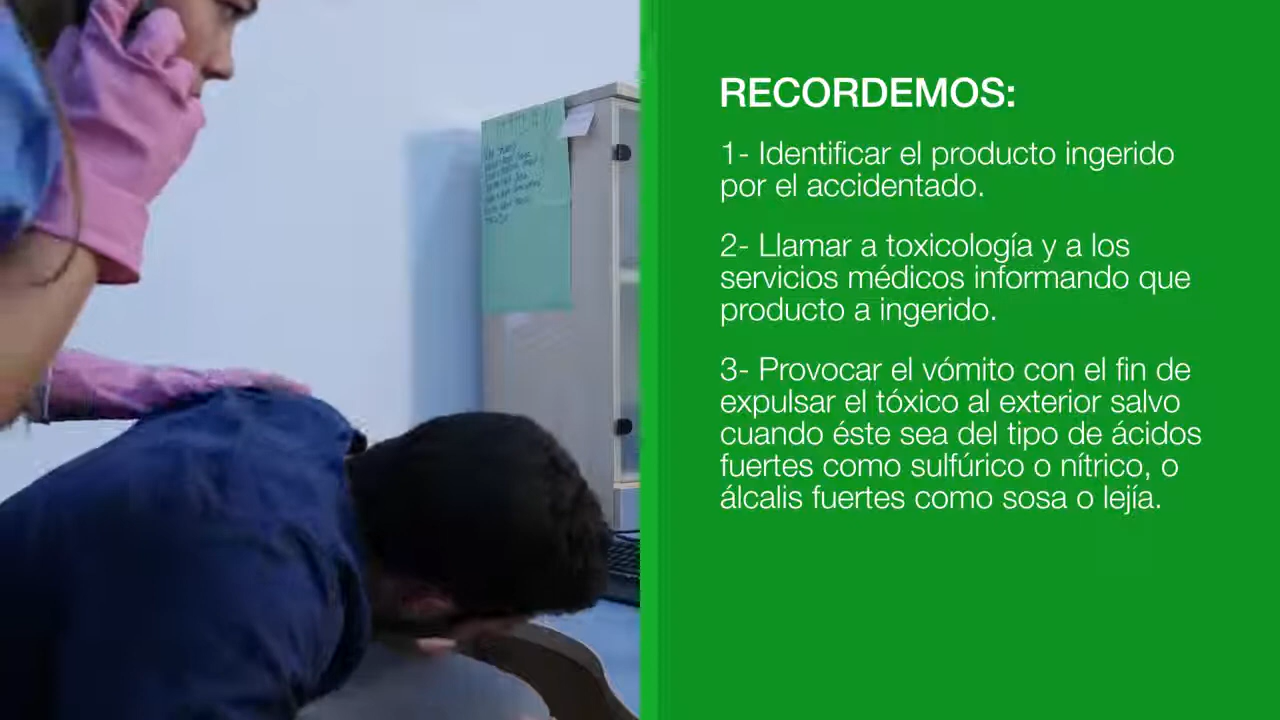 RECORDEMOS:
1- Identificar el producto ingerido
por el accidentado.
2- Llamar a toxicología y a los
servicios médicos informando que
producto a ingerido.
3- Provocar el vómito con el fin de
expulsar el tóxico al exterior salvo
cuando éste sea del tipo de ácidos
fuertes como sulfúrico o nítrico, o
álcalis fuertes como sosa o lejía.